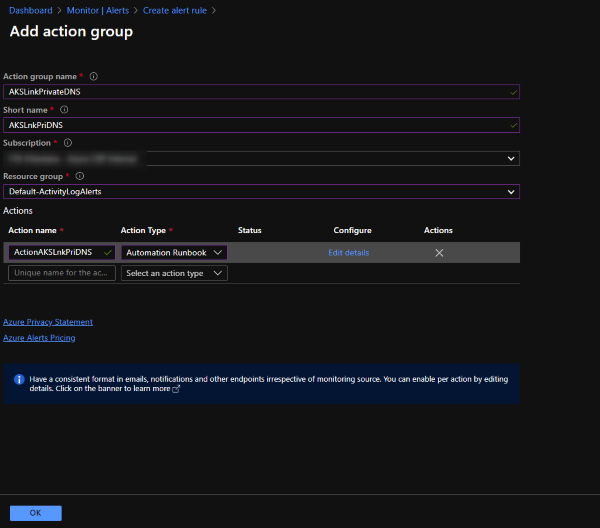 Dashboard > Monitor | Alerts > Create alert rule >
Add action group
Action group name *
AKSLinkPrivateDNS
Short name *
AKSLnkPriDNS
Subscription *
Resource group *
Default-ActivityLogAlerts
Actions
Action name * Action Type * Status Configure Actions
ActionAKSLnkPriDNS Automation Runbook Edit details
Unique name for the ac... Select an action type
Azure Privacy Statement
Azure Alerts Pricing
Have a consistent format in emails, notifications and other endpoints irrespective of monitoring source. You can enable per action by editing
details. Click on the banner to learn more
OK